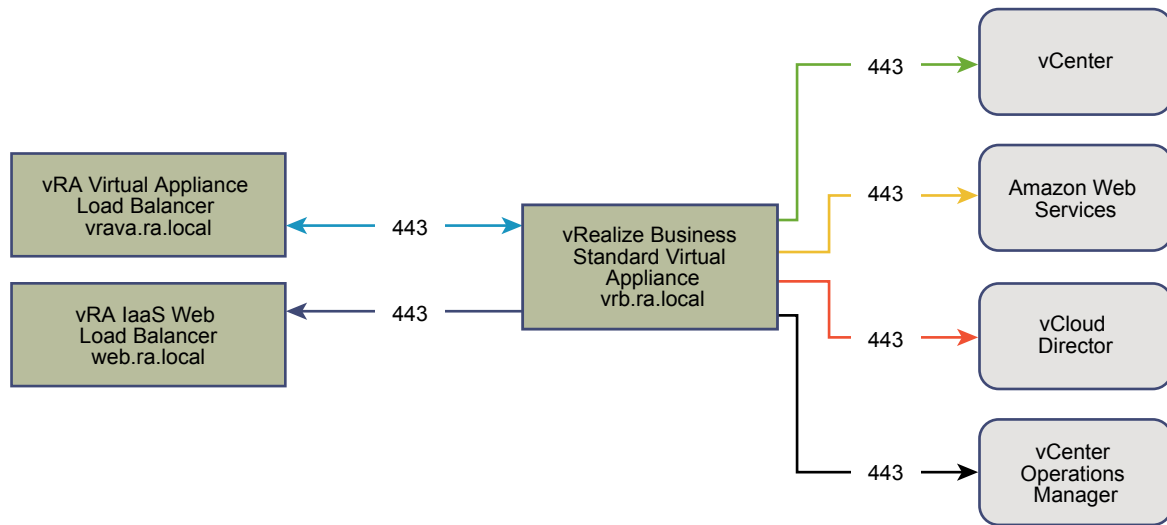 vRA Virtual Appliance
Load Balancer
vrava.ra.local
443
vRA IaaS Web
Load Balancer
web.ra.local
443
vRealize Business
Standard Virtual
Appliance
vrb.ra.local
443
vCenter
443
Amazon Web
Services
443
vCloud
Director
443
vCenter
Operations
Manager